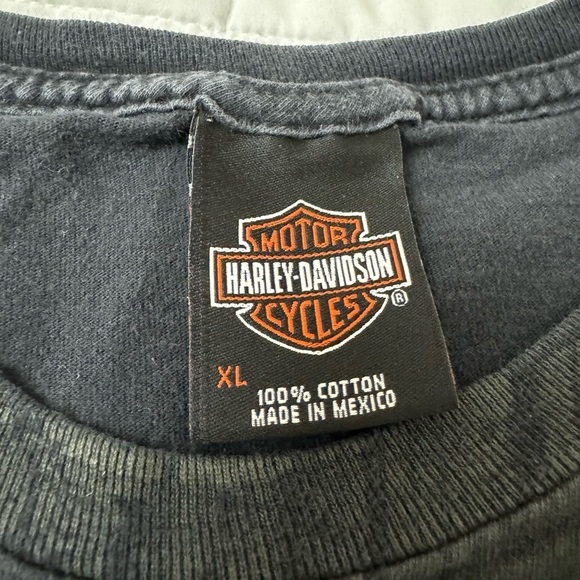 MOTOR
HARLEY-DAVIDSON
CYCLES
®
XL
100% COTTON
MADE IN MEXICO